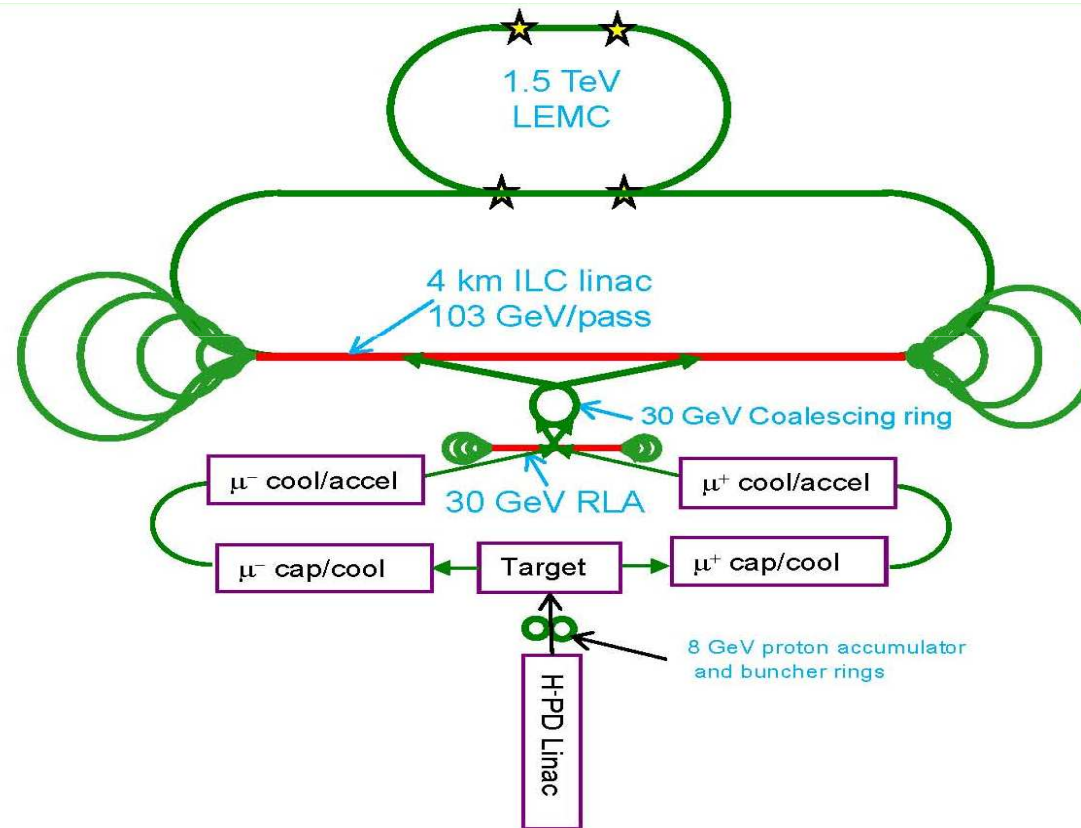 1.5 TeV
LEMC
4 km ILC linac
103 GeV/pass
30 GeV Coalescing ring
μ⁻ cool/accel
μ⁺ cool/accel
30 GeV RLA
μ⁻ cap/cool
Target
μ⁺ cap/cool
8 GeV proton accumulator
and buncher rings
H-PD Linac